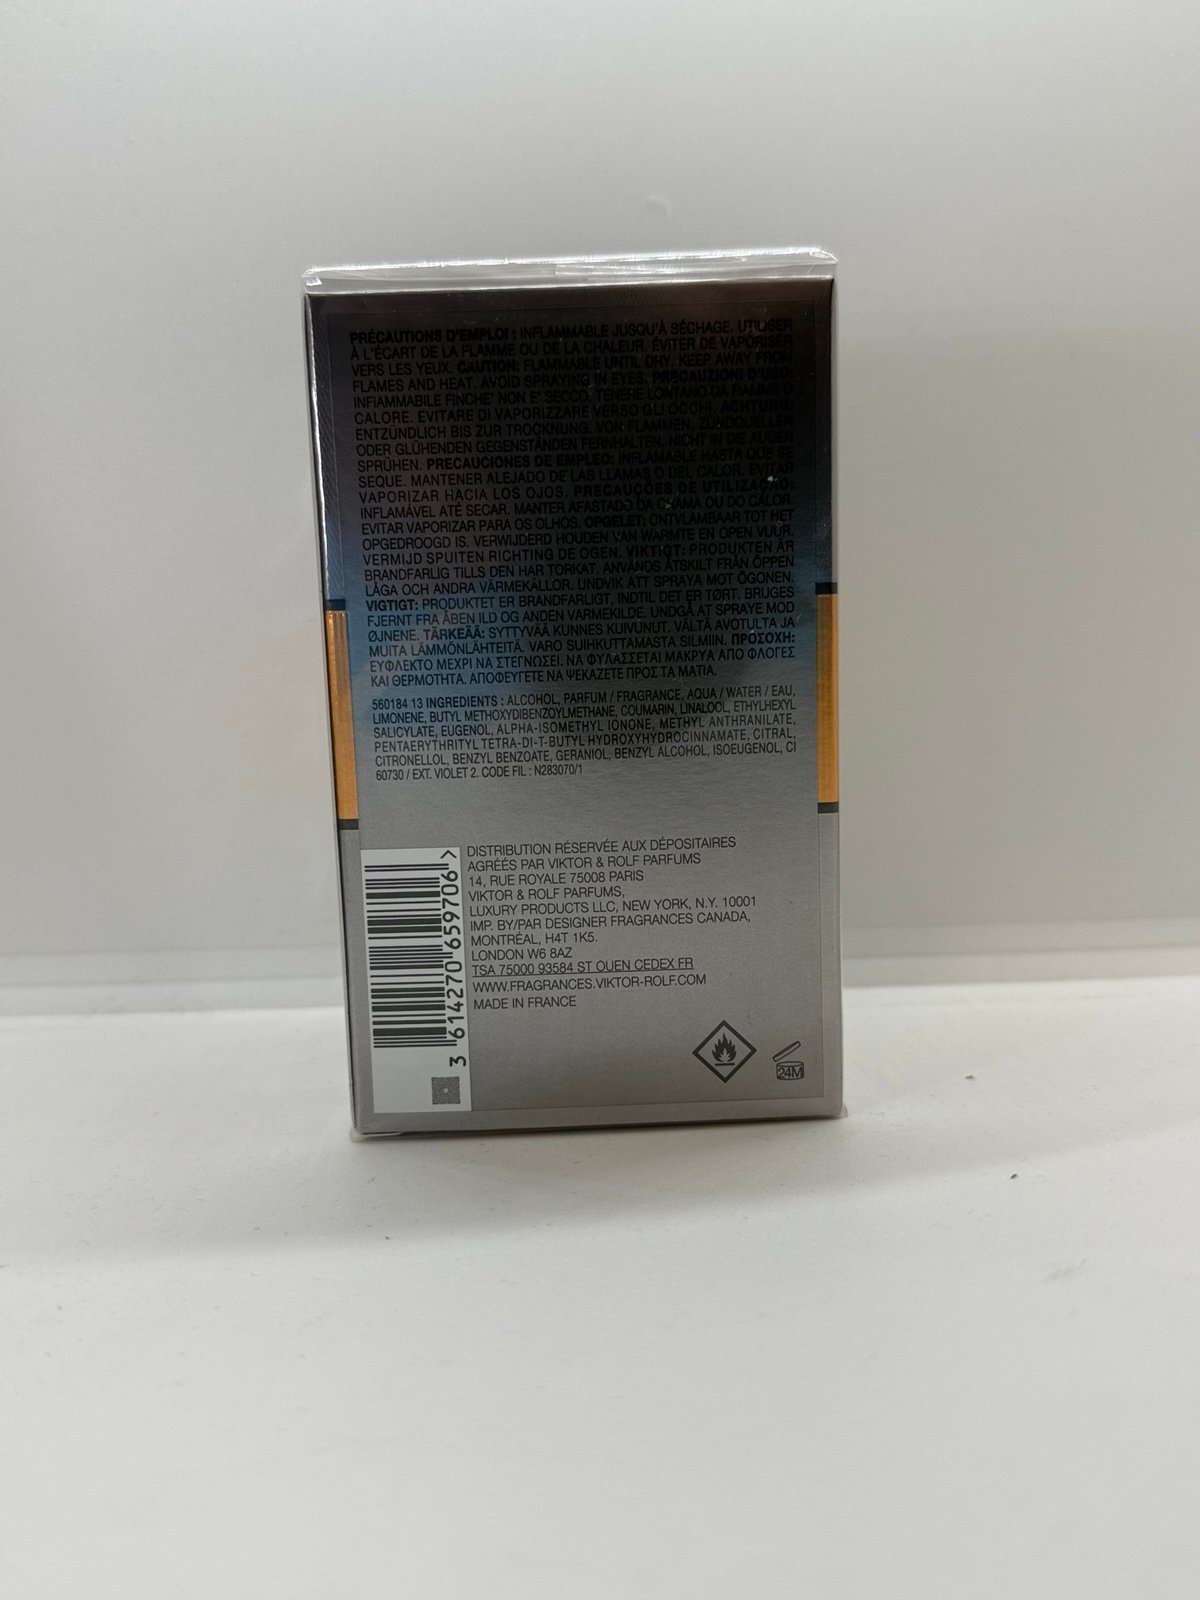 PRÉCAUTIONS D'EMPLOI : INFLAMMABLE JUSQU'À SÉCHAGE. UTILISER
À L'ÉCART DE LA FLAMME OU DE LA CHALEUR. ÉVITER DE VAPORISER
VERS LES YEUX. CAUTION: FLAMMABLE UNTIL DRY. KEEP AWAY FROM
FLAMES AND HEAT. AVOID SPRAYING IN EYES. PRECAUZIONI D'USO:
INFIAMMABILE FINCHE' NON E' SECCO. TENERE LONTANO DA FIAMME O
CALORE. EVITARE DI VAPORIZZARE VERSO GLI OCCHI. ACHTUNG:
ENTZÜNDLICH BIS ZUR TROCKNUNG. VON FLAMMEN, ZÜNDQUELLEN
ODER GLÜHENDEN GEGENSTÄNDEN FERNHALTEN. NICHT IN DIE AUGEN
SPRÜHEN. PRECAUCIONES DE EMPLEO: INFLAMABLE HASTA QUE SE
SEQUE. MANTENER ALEJADO DE LAS LLAMAS O DEL CALOR. EVITAR
VAPORIZAR HACIA LOS OJOS. PRECAUÇÕES DE UTILIZAÇÃO:
INFLAMÁVEL ATÉ SECAR. MANTER AFASTADO DA CHAMA OU DO CALOR.
EVITAR VAPORIZAR PARA OS OLHOS. OPGELET: ONTVLAMBAAR TOT HET
OPGEDROOGD IS. VERWIJDERD HOUDEN VAN WARMTE EN OPEN VUUR.
VERMIJD SPUITEN RICHTING DE OGEN. VIKTIGT: PRODUKTEN ÄR
BRANDFARLIG TILLS DEN HAR TORKAT. ANVÄNDS ÅTSKILT FRÅN ÖPPEN
LÅGA OCH ANDRA VÄRMEKÄLLOR. UNDVIK ATT SPRAYA MOT ÖGONEN.
VIGTIGT: PRODUKTET ER BRANDFARLIGT, INDTIL DET ER TØRT. BRUGES
FJERNT FRA ÅBEN ILD OG ANDEN VARMEKILDE. UNDGÅ AT SPRAYE MOD
ØJNENE. TÄRKEÄÄ: SYTTYVÄÄ KUNNES KUIVUNUT. VÄLTÄ AVOTULTA JA
MUITA LÄMMÖNLÄHTEITÄ. VARO SUIHKUTTAMASTA SILMIIN. ΠΡΟΣΟΧΗ:
ΕΥΦΛΕΚΤΟ ΜΕΧΡΙ ΝΑ ΣΤΕΓΝΩΣΕΙ. ΝΑ ΦΥΛΑΣΣΕΤΑΙ ΜΑΚΡΥΑ ΑΠΟ ΦΛΟΓΕΣ
ΚΑΙ ΘΕΡΜΟΤΗΤΑ. ΑΠΟΦΕΥΓΕΤΕ ΝΑ ΨΕΚΑΖΕΤΕ ΠΡΟΣ ΤΑ ΜΑΤΙΑ.
560184 13 INGREDIENTS : ALCOHOL, PARFUM / FRAGRANCE, AQUA / WATER / EAU,
LIMONENE, BUTYL METHOXYDIBENZOYLMETHANE, COUMARIN, LINALOOL, ETHYLHEXYL
SALICYLATE, EUGENOL, ALPHA-ISOMETHYL IONONE, METHYL ANTHRANILATE,
PENTAERYTHRITYL TETRA-DI-T-BUTYL HYDROXYHYDROCINNAMATE, CITRAL,
CITRONELLOL, BENZYL BENZOATE, GERANIOL, BENZYL ALCOHOL, ISOEUGENOL, CI
60730 / EXT. VIOLET 2. CODE FIL : N283070/1
DISTRIBUTION RÉSERVÉE AUX DÉPOSITAIRES
AGRÉÉS PAR VIKTOR & ROLF PARFUMS
14, RUE ROYALE 75008 PARIS
VIKTOR & ROLF PARFUMS,
LUXURY PRODUCTS LLC, NEW YORK, N.Y. 10001
IMP. BY/PAR DESIGNER FRAGRANCES CANADA,
MONTRÉAL, H4T 1K5.
LONDON W6 8AZ
TSA 75000 93584 ST OUEN CEDEX FR
WWW.FRAGRANCES.VIKTOR-ROLF.COM
MADE IN FRANCE
3 614270 659706 >
24M